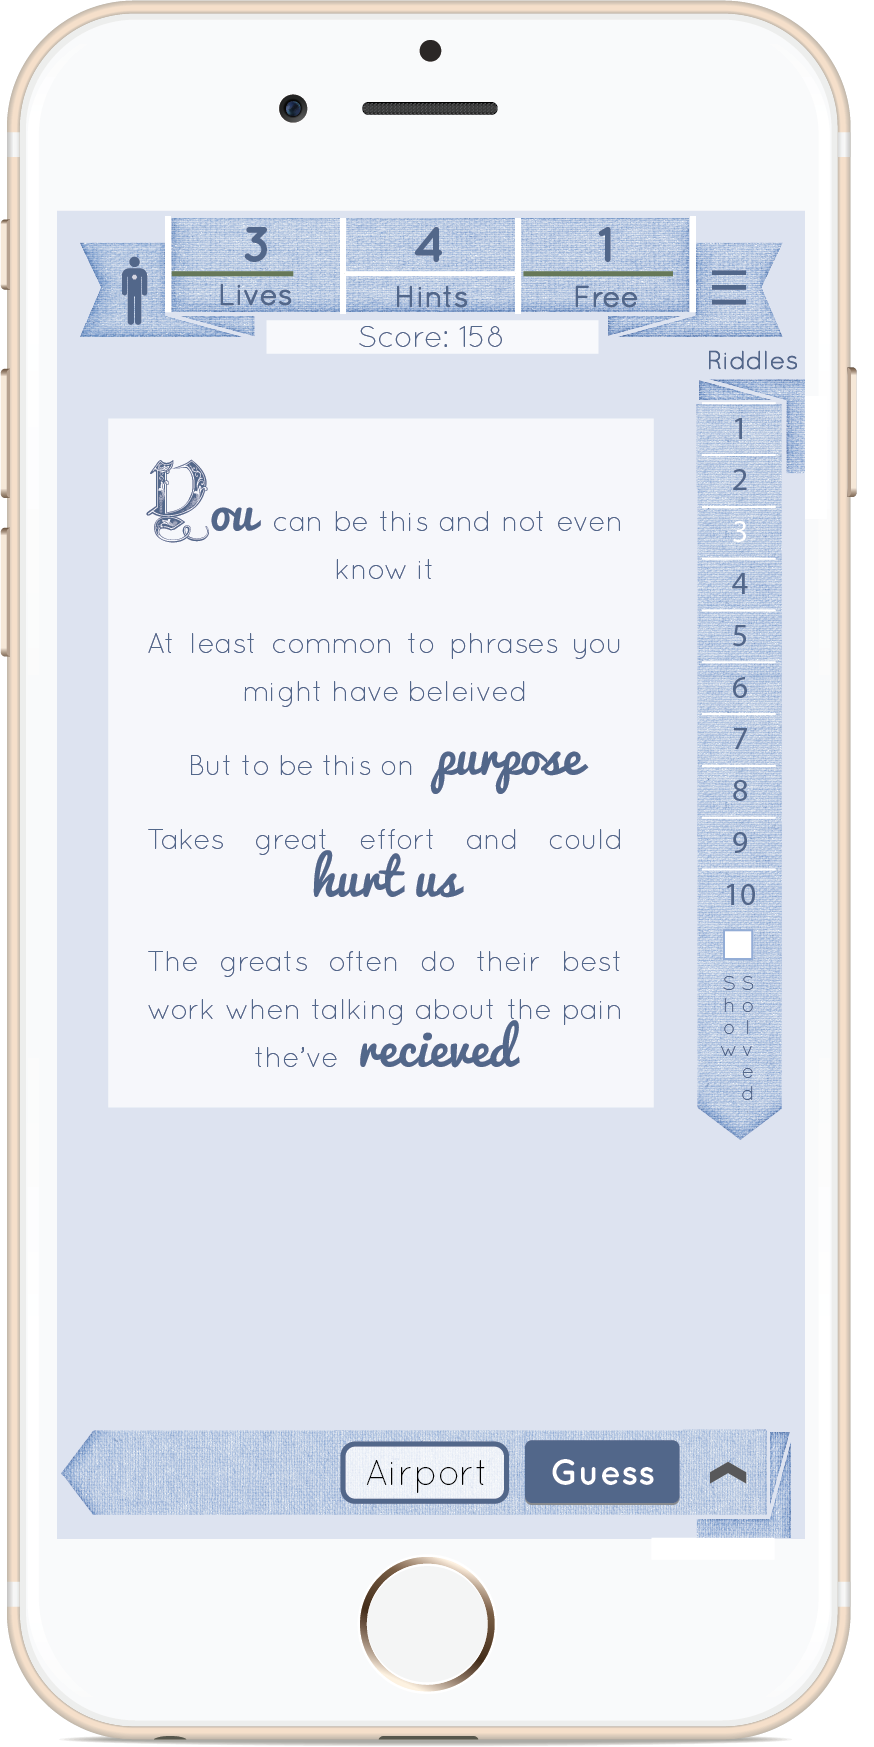 3 4 1
Lives Hints Free
Score: 158
Riddles
1
2
3
4
5
6
7
8
9
10
Show Solved
You can be this and not even
know it
At least common to phrases you
might have beleived
But to be this on purpose
Takes great effort and could
hurt us
The greats often do their best
work when talking about the pain
the've recieved
Airport Guess